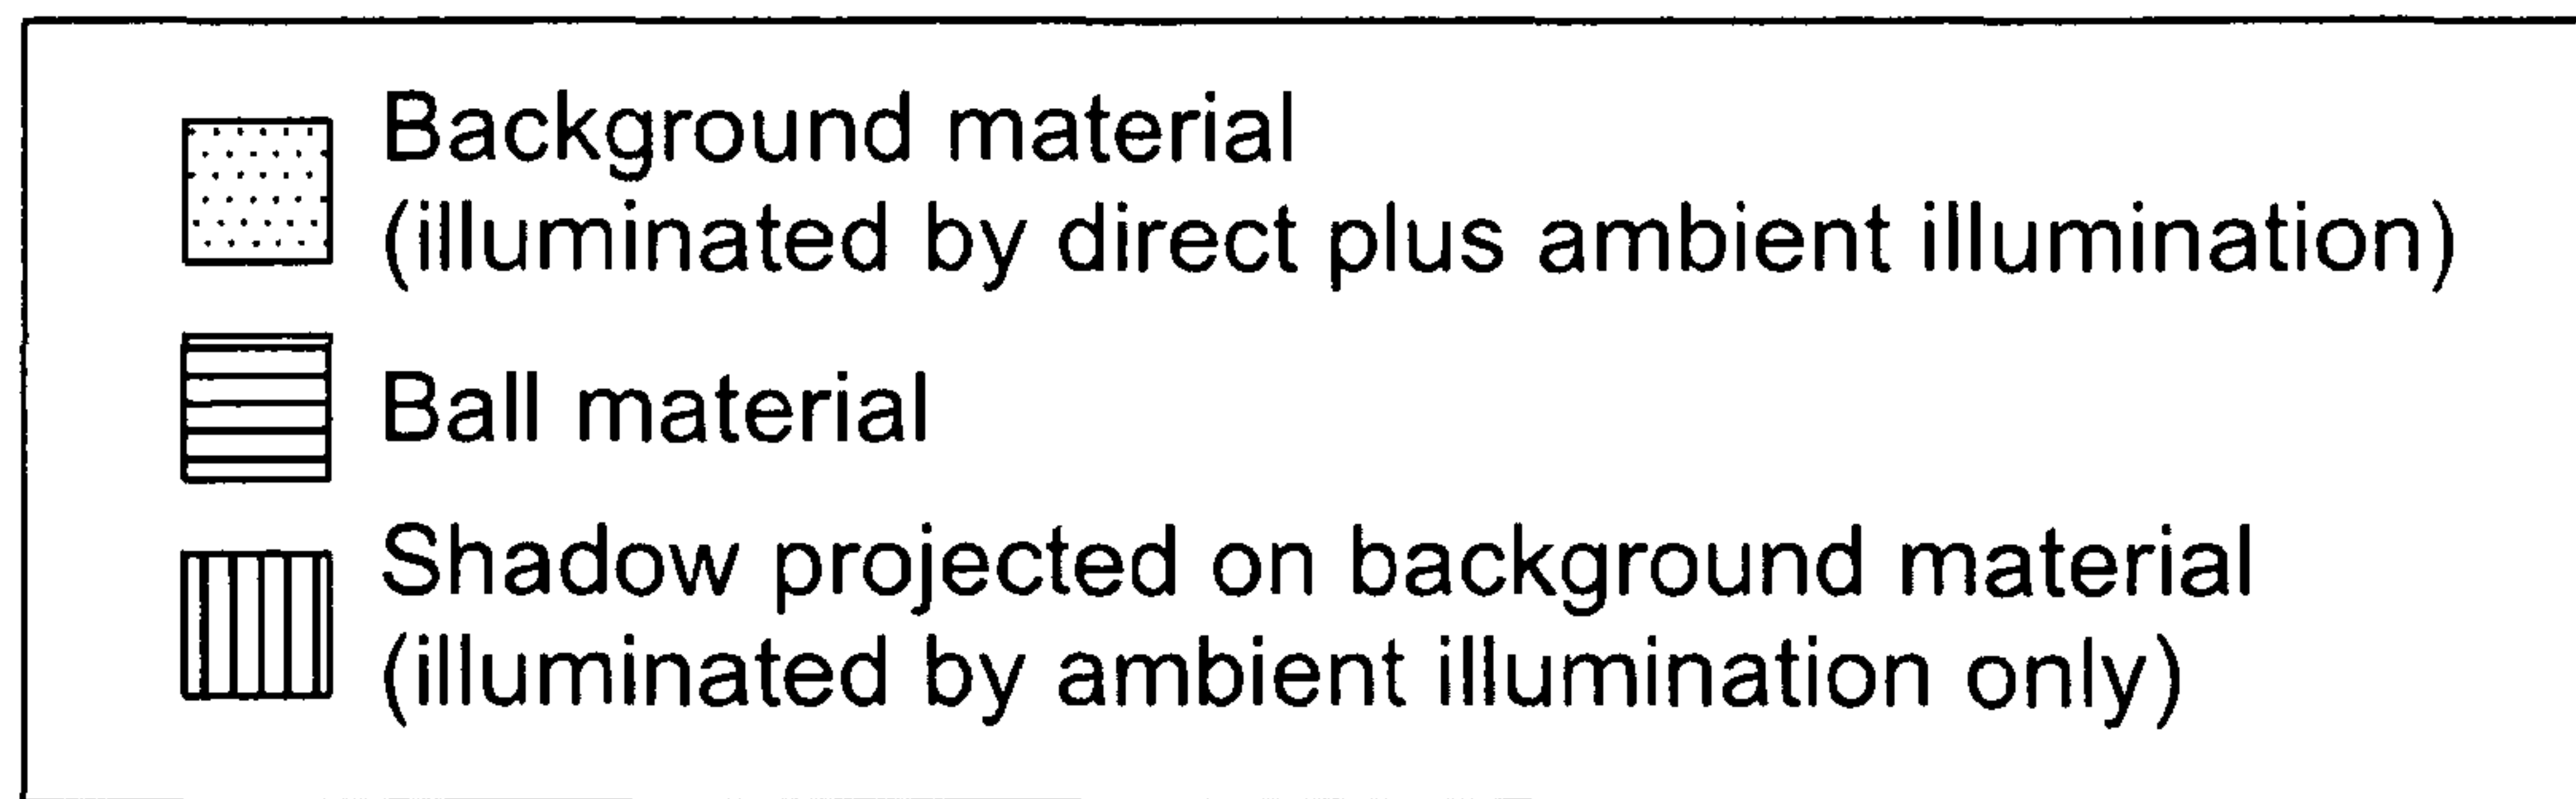 Background material
(illuminated by direct plus ambient illumination)
Ball material
Shadow projected on background material
(illuminated by ambient illumination only)